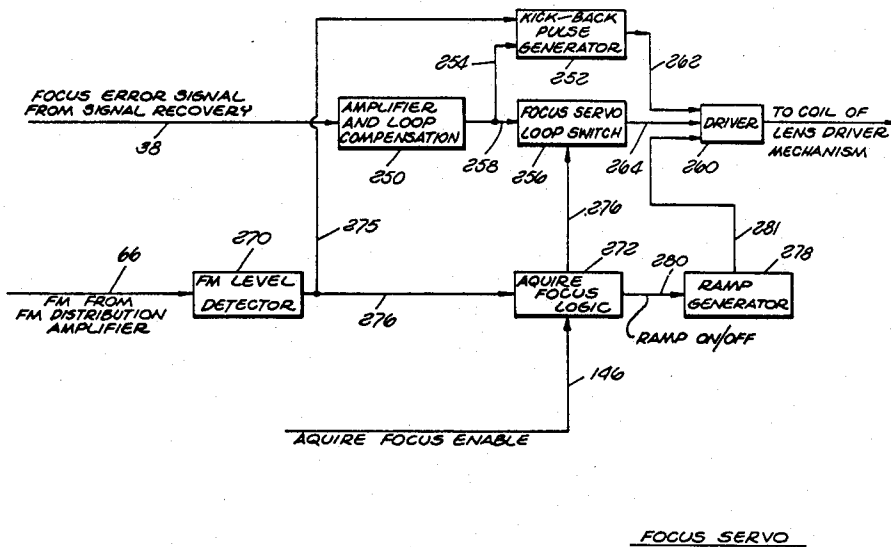 KICK-BACK
PULSE
GENERATOR
254
252
262
FOCUS ERROR SIGNAL
FROM SIGNAL RECOVERY
38
AMPLIFIER
AND LOOP
COMPENSATION
250
258
FOCUS SERVO
LOOP SWITCH
256
264
DRIVER
260
TO COIL OF
LENS DRIVER
MECHANISM
276
275
281
66
FM FROM
FM DISTRIBUTION
AMPLIFIER
270
FM LEVEL
DETECTOR
276
272
AQUIRE
FOCUS
LOGIC
280
RAMP ON/OFF
278
RAMP
GENERATOR
146
AQUIRE FOCUS ENABLE
FOCUS SERVO